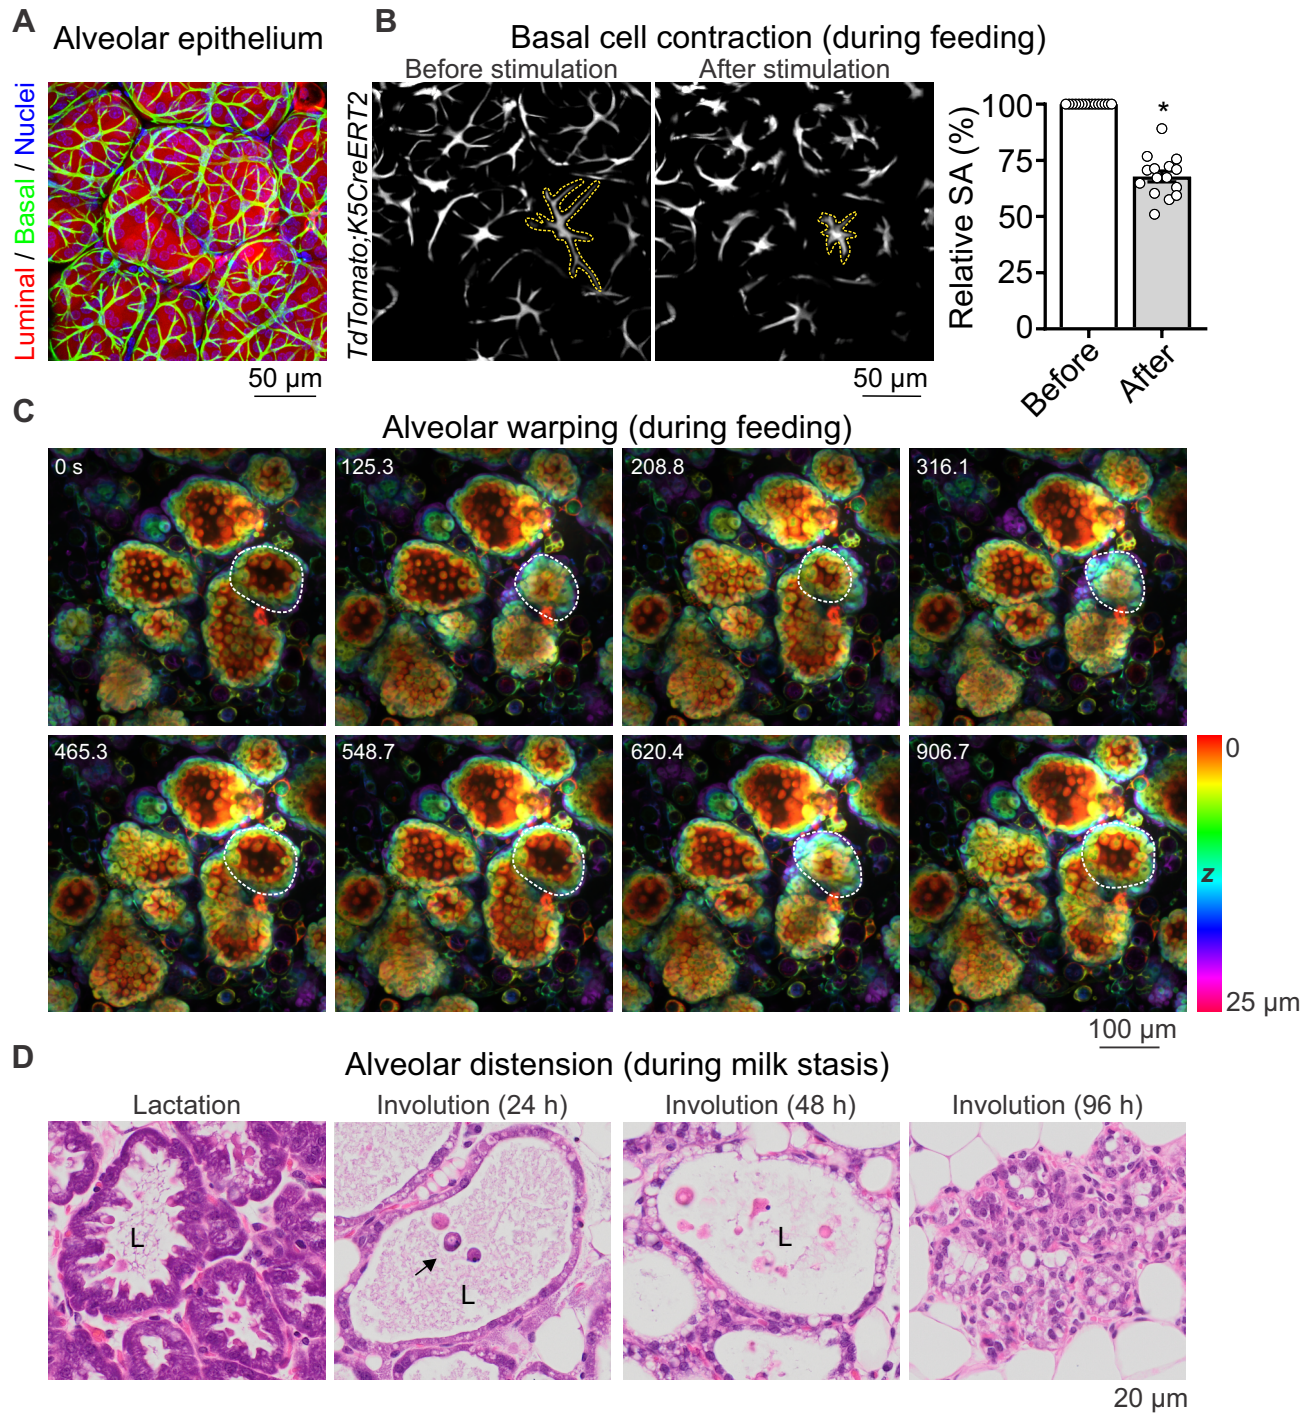 A
Alveolar epithelium
Luminal / Basal / Nuclei
50 µm
B
Basal cell contraction (during feeding)
Before stimulation
After stimulation
TdTomato;K5CreERT2
50 µm
Relative SA (%)
100
75
50
25
0
*
Before
After
C
Alveolar warping (during feeding)
0 s
125.3
208.8
316.1
465.3
548.7
620.4
906.7
0
z
25 µm
100 µm
D
Alveolar distension (during milk stasis)
Lactation
Involution (24 h)
Involution (48 h)
Involution (96 h)
L
L
L
20 µm